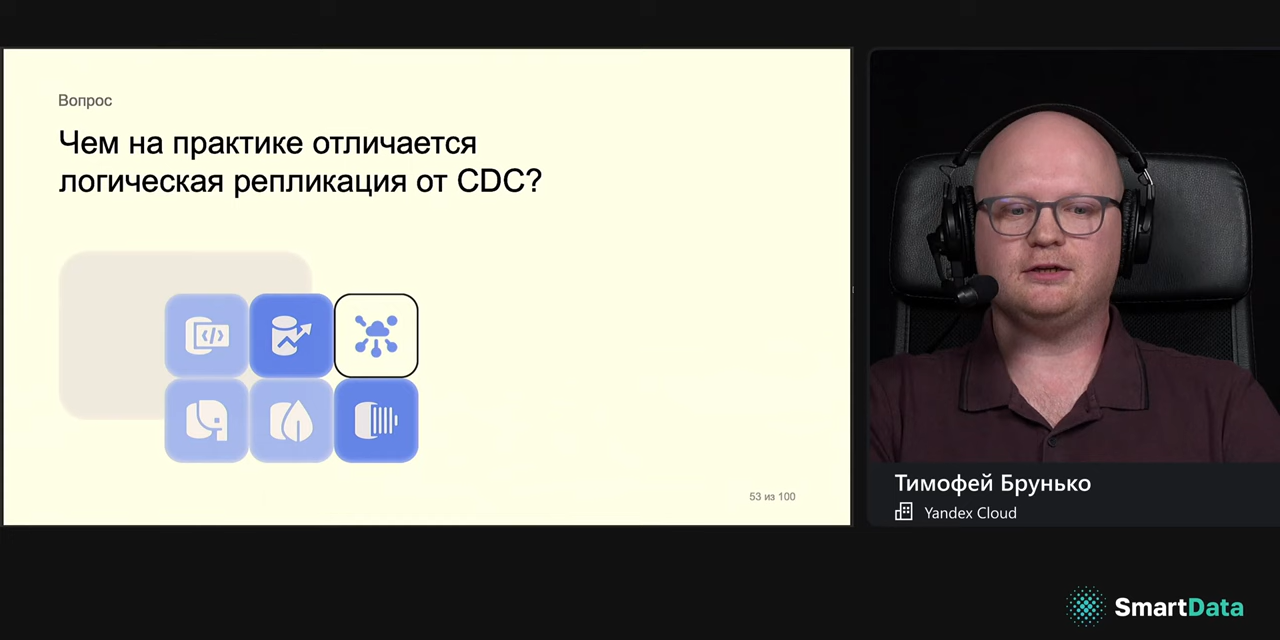 Вопрос
Чем на практике отличается
логическая репликация от CDC?
53 из 100
Тимофей Брунько
Yandex Cloud
SmartData